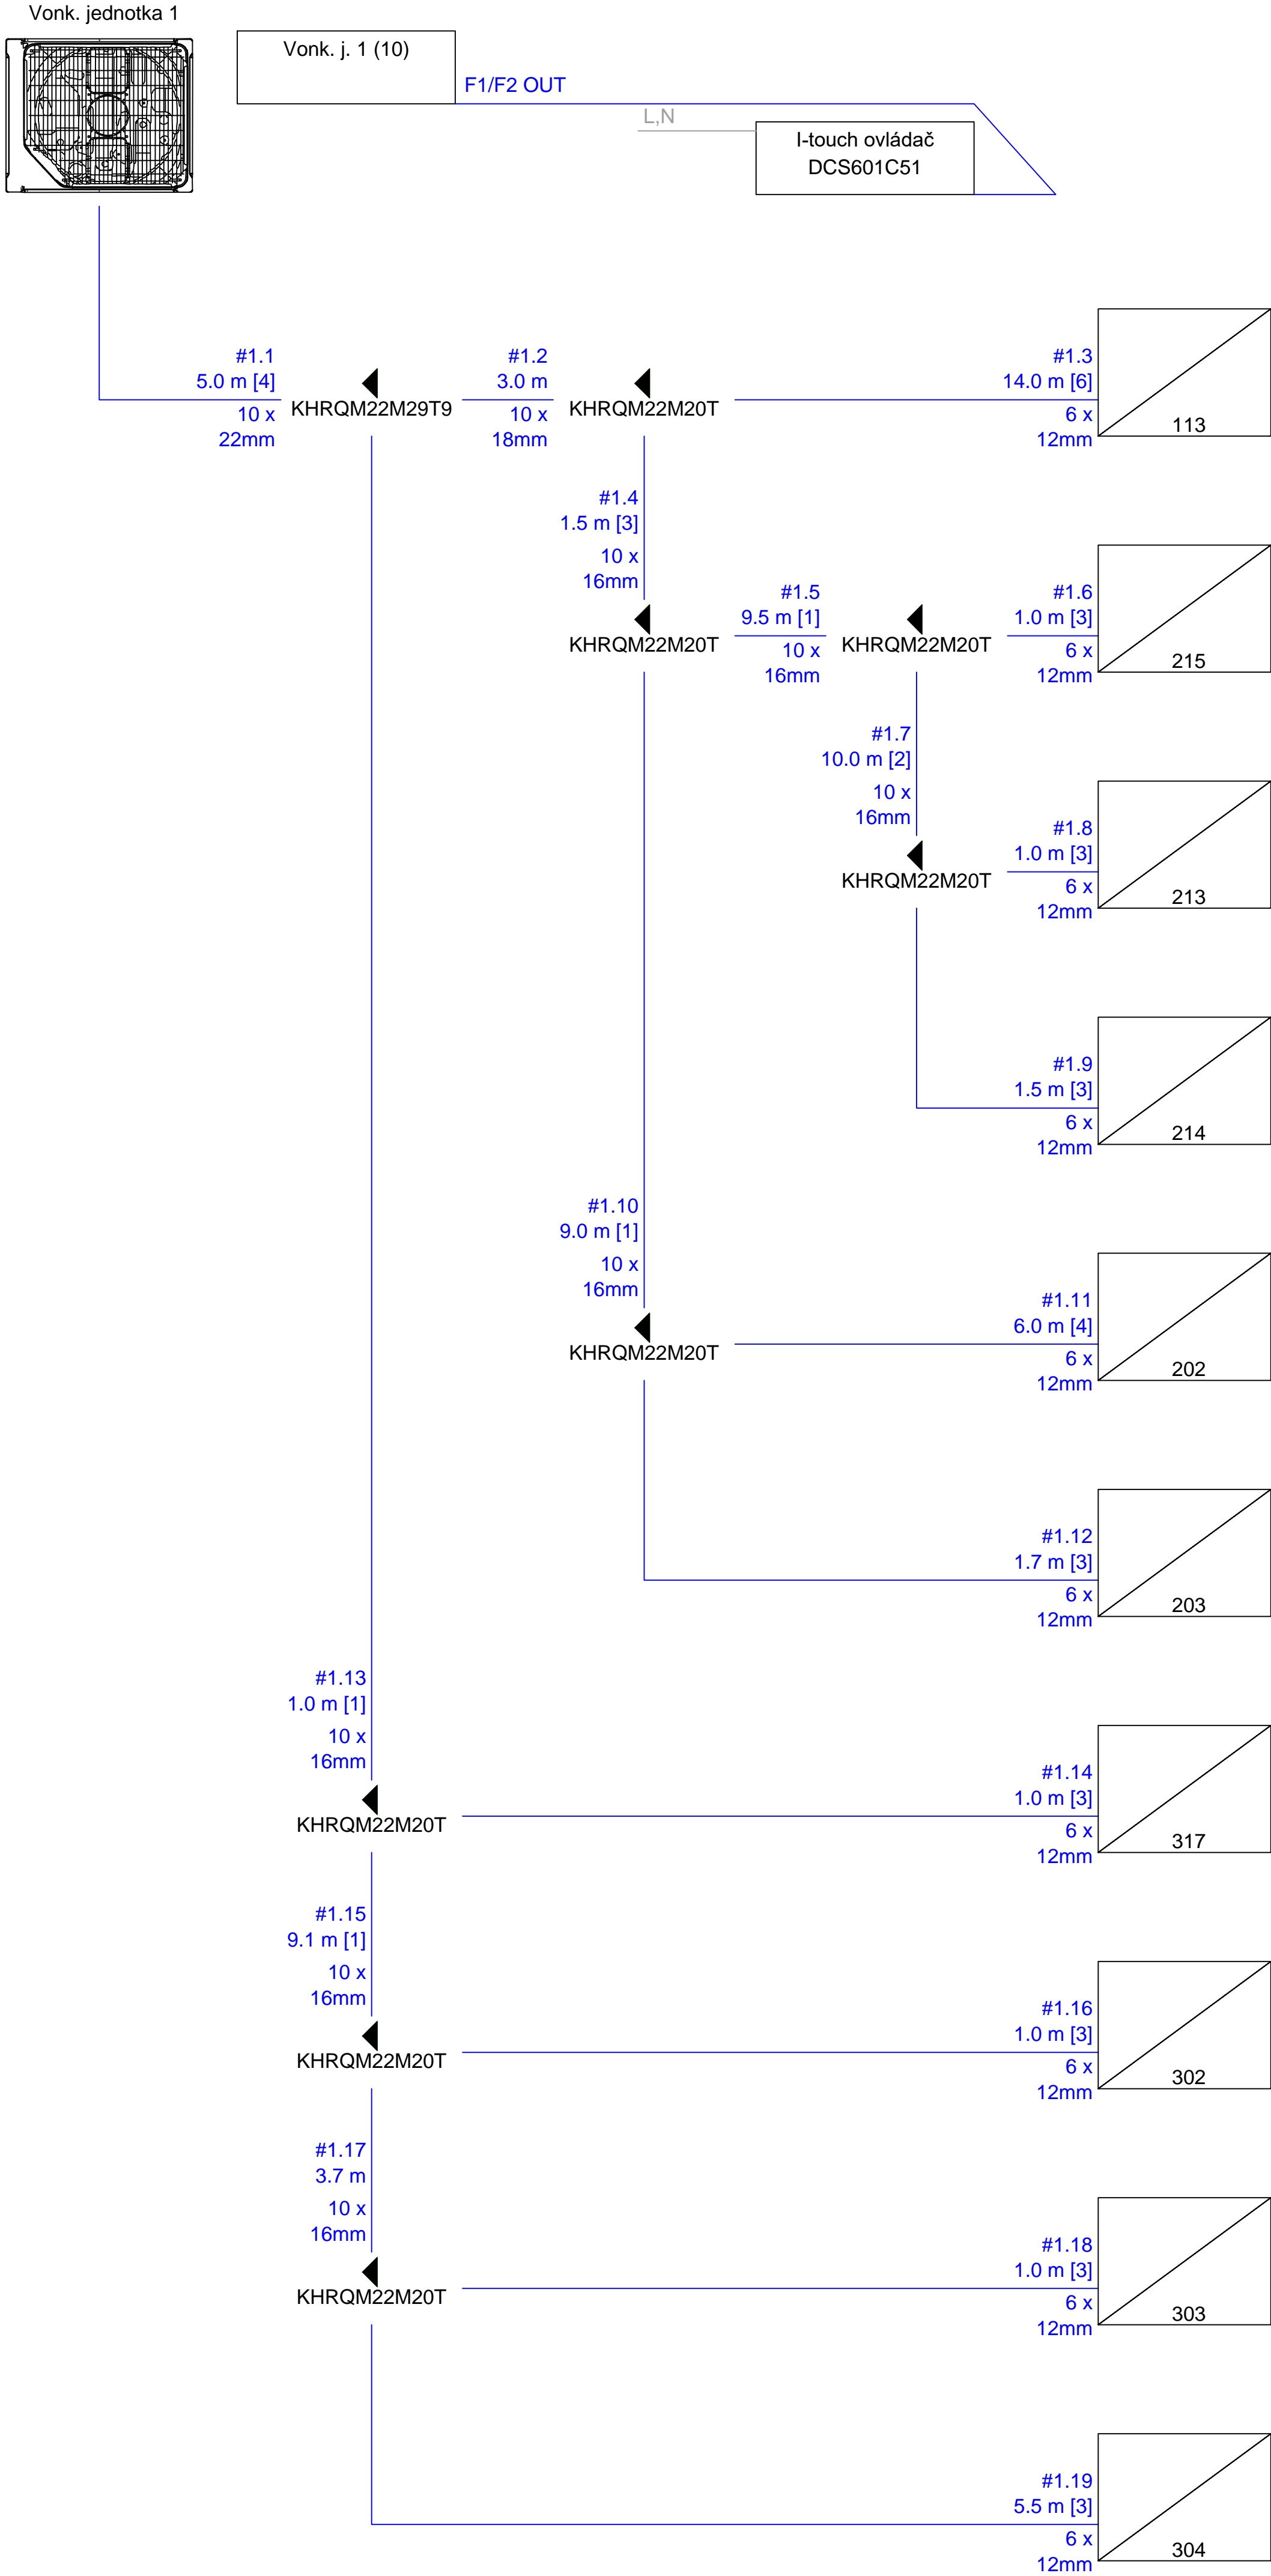 Vonk. jednotka 1
Vonk. j. 1 (10)
F1/F2 OUT
L,N
I-touch ovládač
DCS601C51
#1.1
5.0 m [4]
10 x
22mm
KHRQM22M29T9
#1.2
3.0 m
10 x
18mm
KHRQM22M20T
#1.3
14.0 m [6]
6 x
12mm
113
#1.4
1.5 m [3]
10 x
16mm
KHRQM22M20T
#1.5
9.5 m [1]
10 x
16mm
KHRQM22M20T
#1.6
1.0 m [3]
6 x
12mm
215
#1.7
10.0 m [2]
10 x
16mm
KHRQM22M20T
#1.8
1.0 m [3]
6 x
12mm
213
#1.9
1.5 m [3]
6 x
12mm
214
#1.10
9.0 m [1]
10 x
16mm
KHRQM22M20T
#1.11
6.0 m [4]
6 x
12mm
202
#1.12
1.7 m [3]
6 x
12mm
203
#1.13
1.0 m [1]
10 x
16mm
KHRQM22M20T
#1.14
1.0 m [3]
6 x
12mm
317
#1.15
9.1 m [1]
10 x
16mm
KHRQM22M20T
#1.16
1.0 m [3]
6 x
12mm
302
#1.17
3.7 m
10 x
16mm
KHRQM22M20T
#1.18
1.0 m [3]
6 x
12mm
303
#1.19
5.5 m [3]
6 x
12mm
304